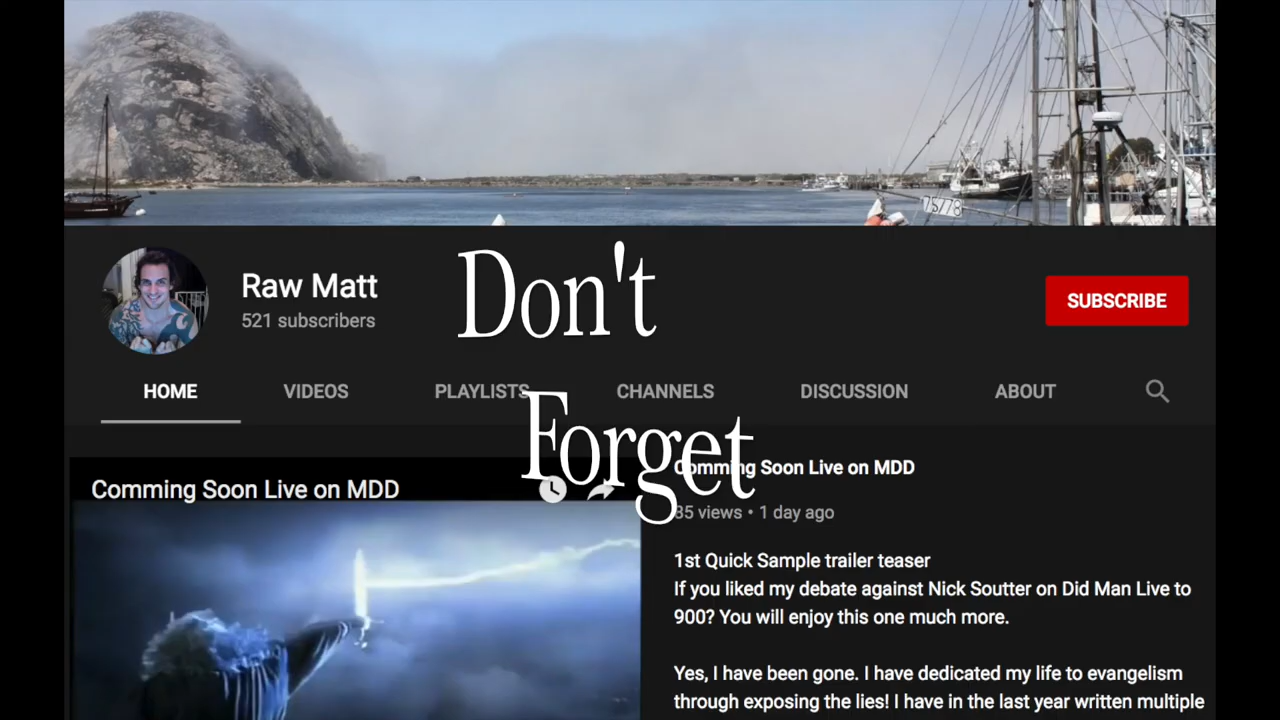 75/78
Raw Matt
521 subscribers
Don't
SUBSCRIBE
HOME
VIDEOS
PLAYLISTS
CHANNELS
DISCUSSION
ABOUT
Forget
Comming Soon Live on MDD
Comming Soon Live on MDD
35 views • 1 day ago
1st Quick Sample trailer teaser
If you liked my debate against Nick Soutter on Did Man Live to
900? You will enjoy this one much more.
Yes, I have been gone. I have dedicated my life to evangelism
through exposing the lies! I have in the last year written multiple